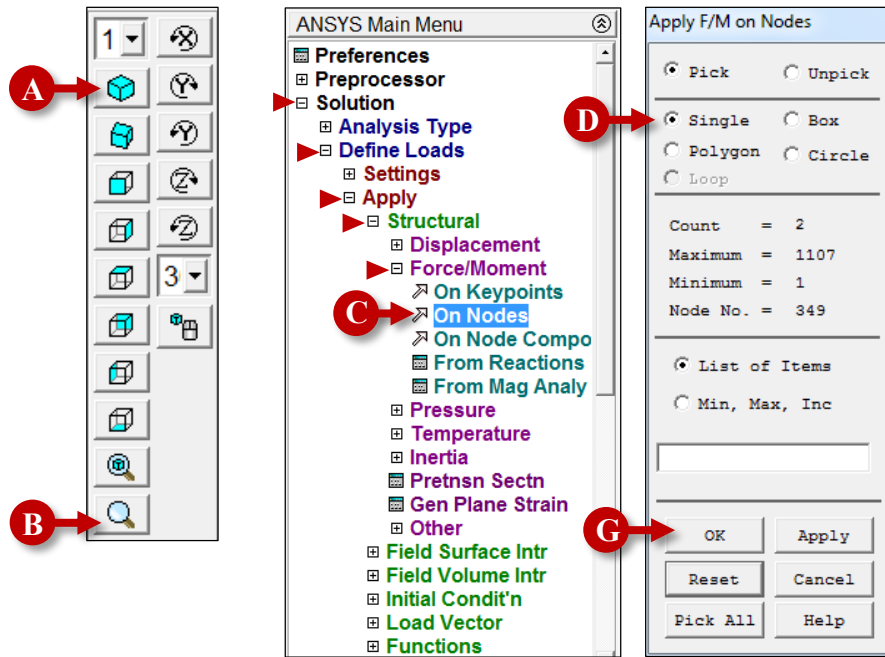 1
A
3
B
ANSYS Main Menu
Preferences
Preprocessor
Solution
Analysis Type
Define Loads
Settings
Apply
Structural
Displacement
Force/Moment
On Keypoints
C
On Nodes
On Node Compo
From Reactions
From Mag Analy
Pressure
Temperature
Inertia
Pretnsn Sectn
Gen Plane Strain
Other
Field Surface Intr
Field Volume Intr
Initial Condit'n
Load Vector
Functions
Apply F/M on Nodes
Pick Unpick
D
Single Box
Polygon Circle
Loop
Count = 2
Maximum = 1107
Minimum = 1
Node No. = 349
List of Items
Min, Max, Inc
G
OK Apply
Reset Cancel
Pick All Help